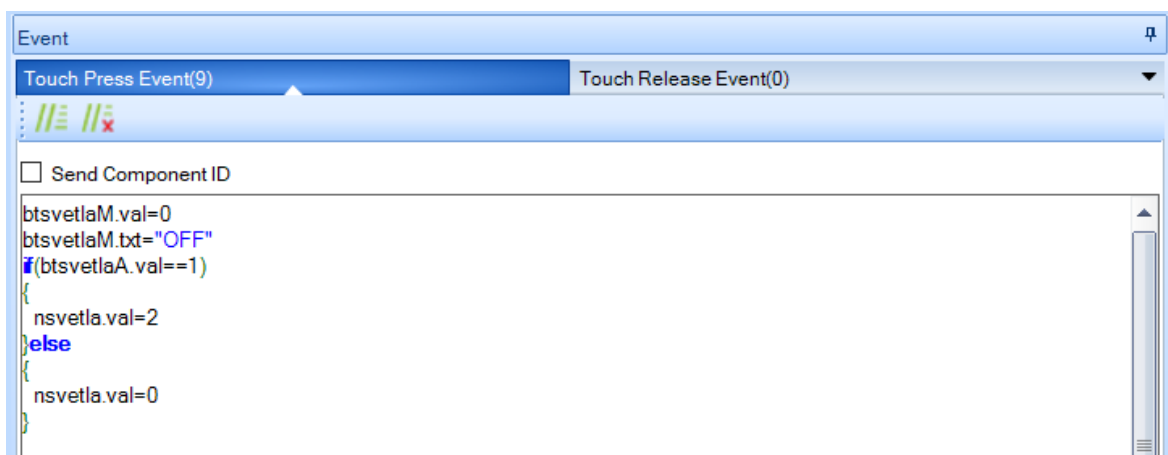 Event
Touch Press Event(9) Touch Release Event(0)
Send Component ID
btsvetlaM.val=0
btsvetlaM.txt="OFF"
if(btsvetlaA.val==1)
{
  nsvetla.val=2
}else
{
  nsvetla.val=0
}